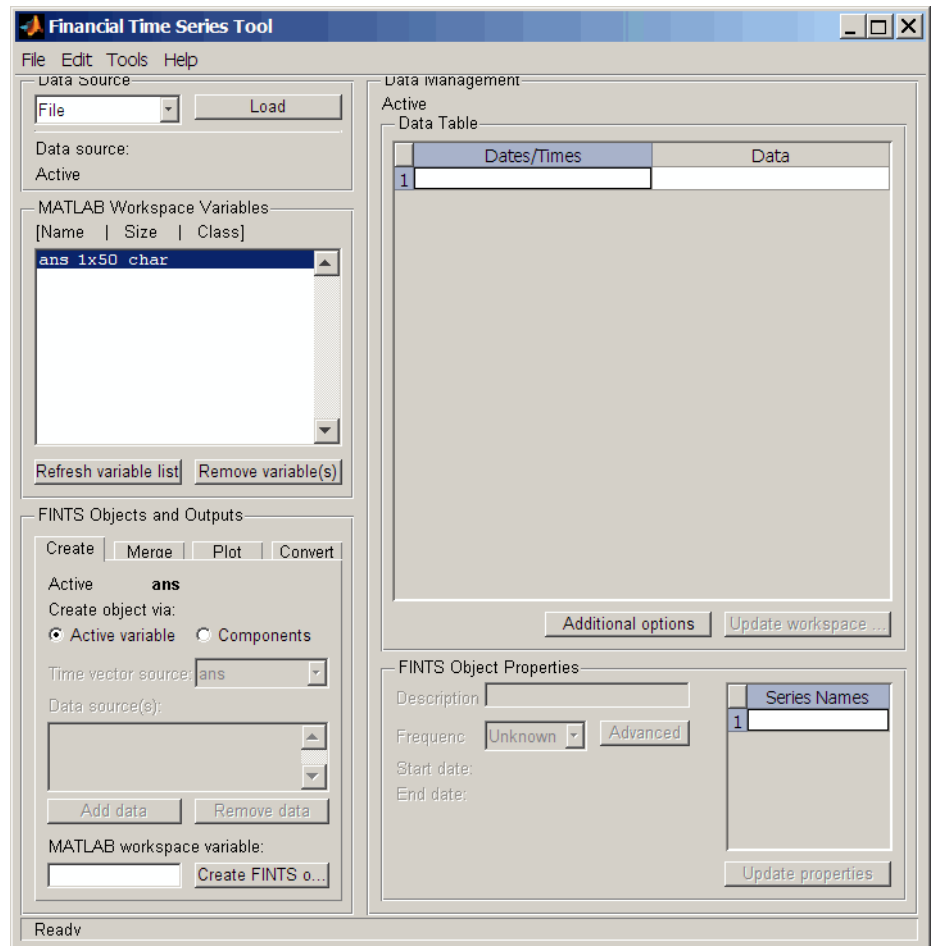 Financial Time Series Tool
File Edit Tools Help
Data Source
File
Load
Data source:
Active
MATLAB Workspace Variables
[Name | Size | Class]
ans 1x50 char
Refresh variable list
Remove variable(s)
FINTS Objects and Outputs
Create Merge Plot Convert
Active ans
Create object via:
Active variable Components
Time vector source: ans
Data source(s):
Add data Remove data
MATLAB workspace variable:
Create FINTS o...
Data Management
Active
Data Table
Dates/Times Data
1
Additional options Update workspace ...
FINTS Object Properties
Description
Frequenc Unknown Advanced
Start date:
End date:
Series Names
1
Update properties
Ready